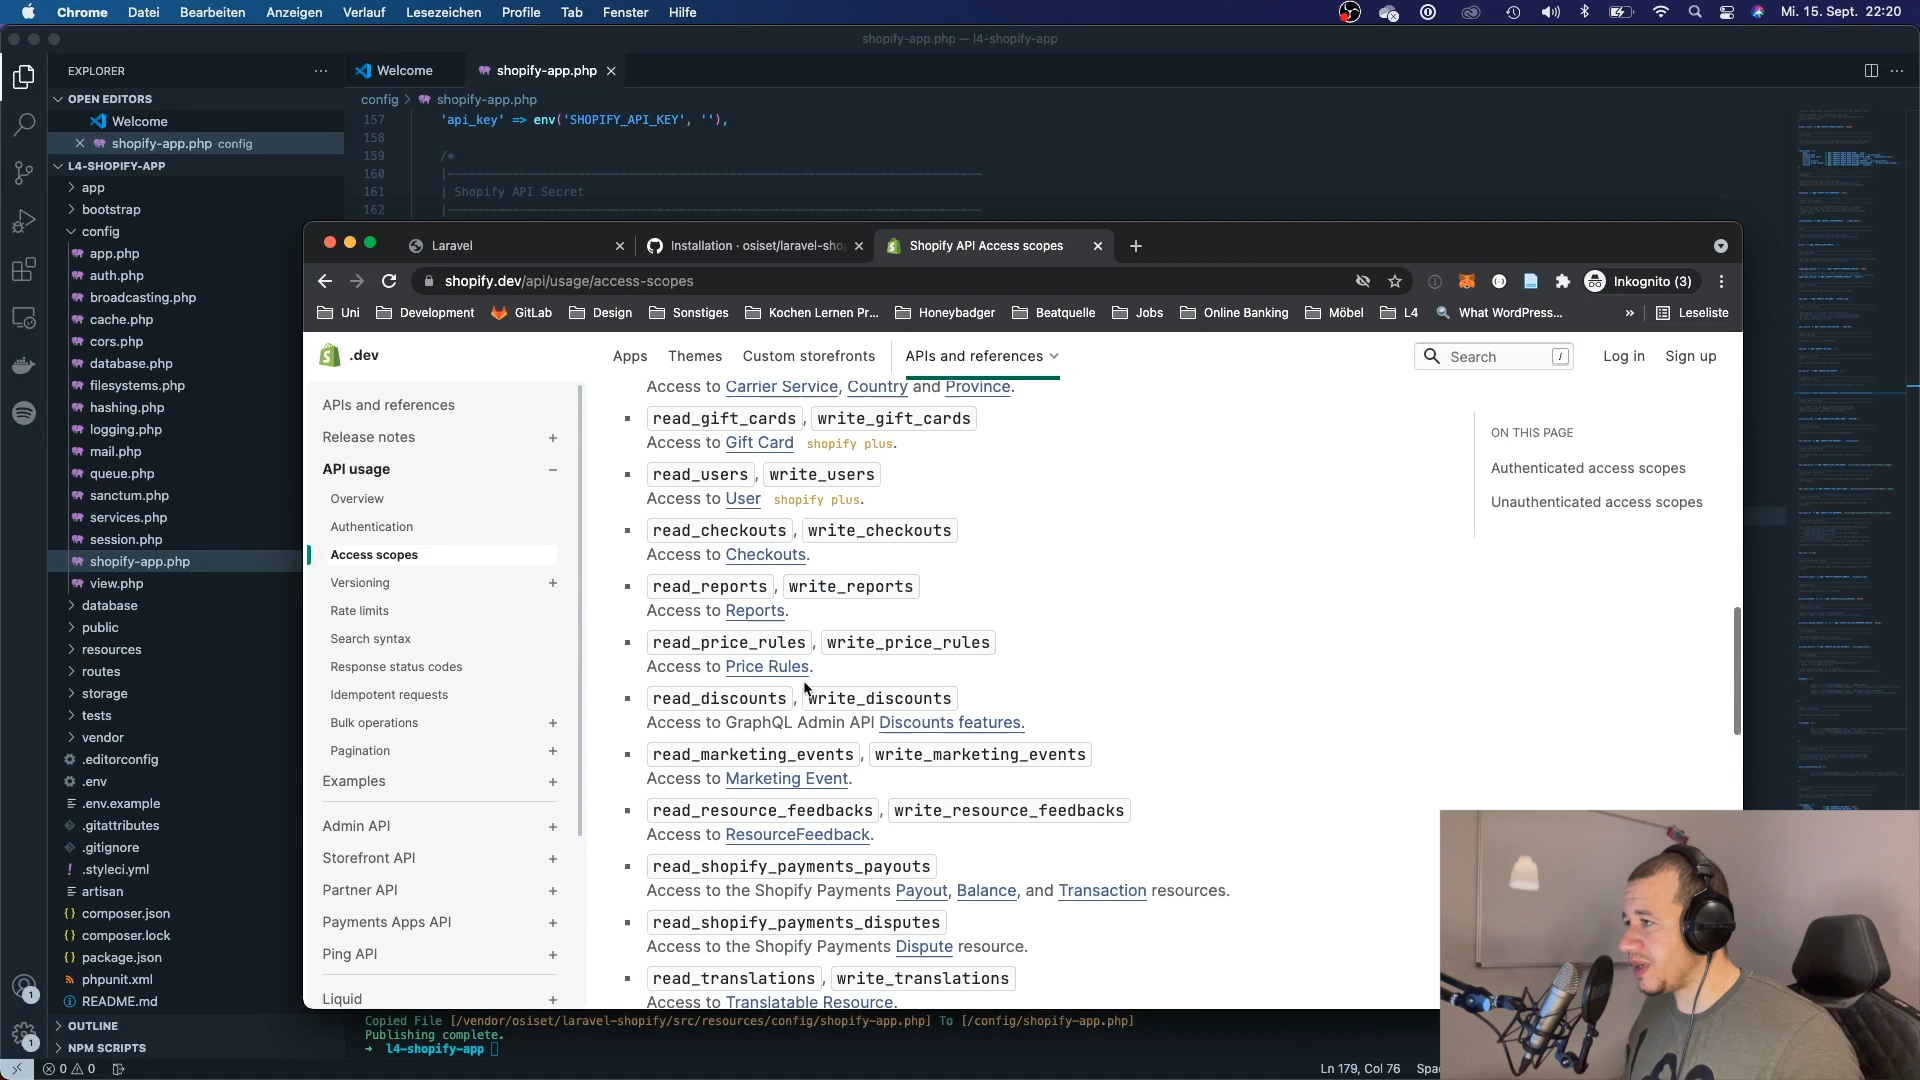 Chrome Datei Bearbeiten Anzeigen Verlauf Lesezeichen Profile Tab Fenster Hilfe Mi. 15. Sept. 22:20
shopify-app.php — l4-shopify-app
EXPLORER
Welcome
shopify-app.php
OPEN EDITORS
Welcome
shopify-app.php config
L4-SHOPIFY-APP
app
bootstrap
config
app.php
auth.php
broadcasting.php
cache.php
cors.php
database.php
filesystems.php
hashing.php
logging.php
mail.php
queue.php
sanctum.php
services.php
session.php
shopify-app.php
view.php
database
public
resources
routes
storage
tests
vendor
.editorconfig
.env
.env.example
.gitattributes
.gitignore
.styleci.yml
artisan
composer.json
composer.lock
package.json
phpunit.xml
README.md
OUTLINE
NPM SCRIPTS
1
1
0 0
config > shopify-app.php
157 'api_key' => env('SHOPIFY_API_KEY', ''),
158
159 /*
160 |
161 | Shopify API Secret
162 |
Laravel
Installation · osiset/laravel-sho
Shopify API Access scopes
shopify.dev/api/usage/access-scopes
Inkognito (3)
Uni Development GitLab Design Sonstiges Kochen Lernen Pr... Honeybadger Beatquelle Jobs Online Banking Möbel L4 What WordPress... » Leseliste
.dev
Apps Themes Custom storefronts APIs and references
Search /
Log in Sign up
APIs and references
Release notes +
API usage −
Overview
Authentication
Access scopes
Versioning +
Rate limits
Search syntax
Response status codes
Idempotent requests
Bulk operations +
Pagination +
Examples +
Admin API +
Storefront API +
Partner API +
Payments Apps API +
Ping API +
Liquid +
Access to Carrier Service, Country and Province.
read_gift_cards, write_gift_cards
Access to Gift Card shopify plus.
read_users, write_users
Access to User shopify plus.
read_checkouts, write_checkouts
Access to Checkouts.
read_reports, write_reports
Access to Reports.
read_price_rules, write_price_rules
Access to Price Rules.
read_discounts, write_discounts
Access to GraphQL Admin API Discounts features.
read_marketing_events, write_marketing_events
Access to Marketing Event.
read_resource_feedbacks, write_resource_feedbacks
Access to ResourceFeedback.
read_shopify_payments_payouts
Access to the Shopify Payments Payout, Balance, and Transaction resources.
read_shopify_payments_disputes
Access to the Shopify Payments Dispute resource.
read_translations, write_translations
Access to Translatable Resource.
ON THIS PAGE
Authenticated access scopes
Unauthenticated access scopes
Copied File [/vendor/osiset/laravel-shopify/src/resources/config/shopify-app.php] To [/config/shopify-app.php]
Publishing complete.
→ l4-shopify-app
Ln 179, Col 76